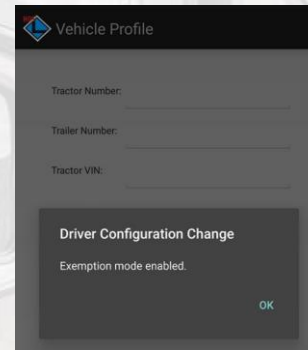 Vehicle Profile
Tractor Number:
Trailer Number:
Tractor VIN:
Driver Configuration Change
Exemption mode enabled.
OK